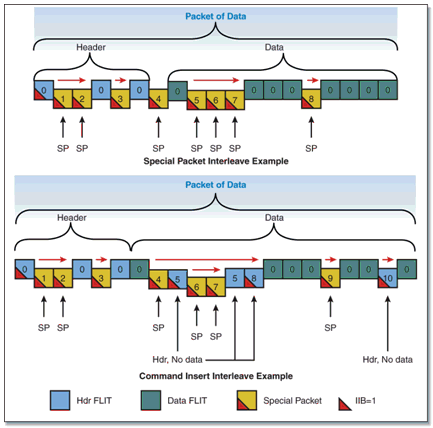 Packet of Data
Header Data
0 1 2 0 3 0 4 0 5 6 7 0 0 0 8 0 0 0 0
SP SP SP SP SP SP SP SP
Special Packet Interleave Example
Packet of Data
Header Data
0 1 2 0 3 0 0 4 5 6 7 5 8 0 0 0 9 0 0 10 0
SP SP SP SP SP SP SP
Hdr, No data Hdr, No data
Command Insert Interleave Example
Hdr FLIT Data FLIT Special Packet IIB=1